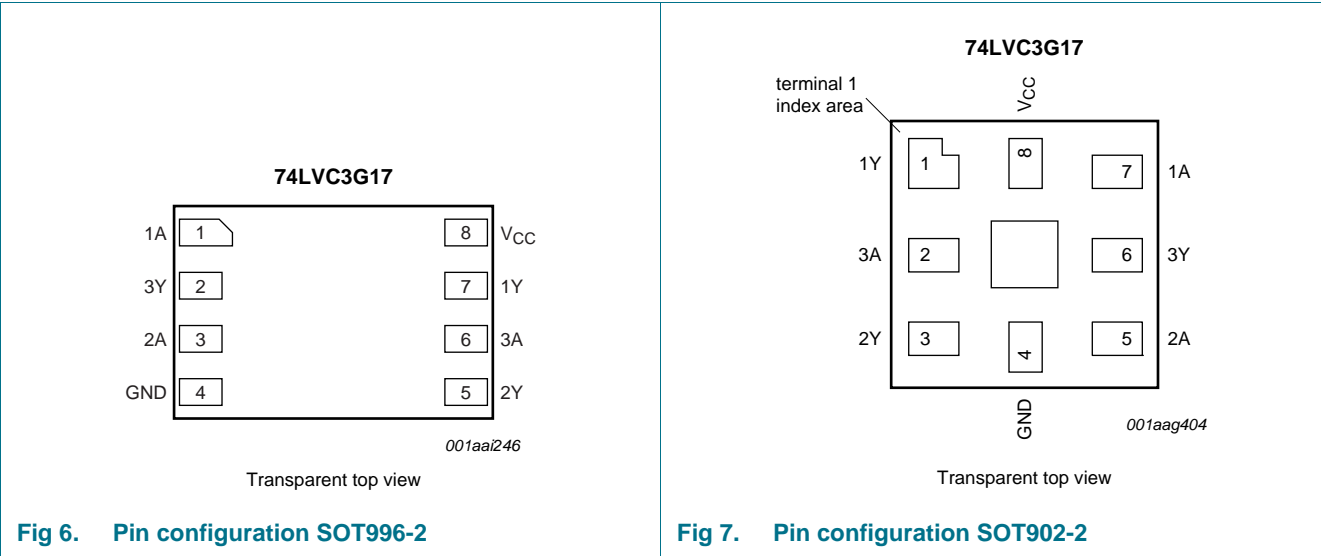 74LVC3G17
1A 1 8 VCC
3Y 2 7 1Y
2A 3 6 3A
GND 4 5 2Y
001aai246
Transparent top view
Fig 6. Pin configuration SOT996-2
74LVC3G17
terminal 1
index area
VCC
1Y 1 8 7 1A
3A 2 6 3Y
2Y 3 4 5 2A
GND
001aag404
Transparent top view
Fig 7. Pin configuration SOT902-2